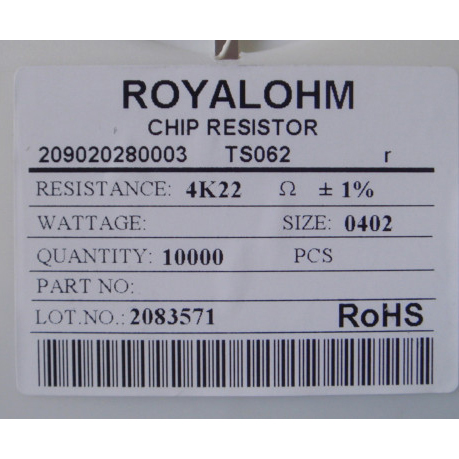 ROYALOHM
CHIP RESISTOR
209020280003 TS062 r
RESISTANCE: 4K22 Ω ± 1%
WATTAGE: SIZE: 0402
QUANTITY: 10000 PCS
PART NO:
LOT.NO.: 2083571 RoHS